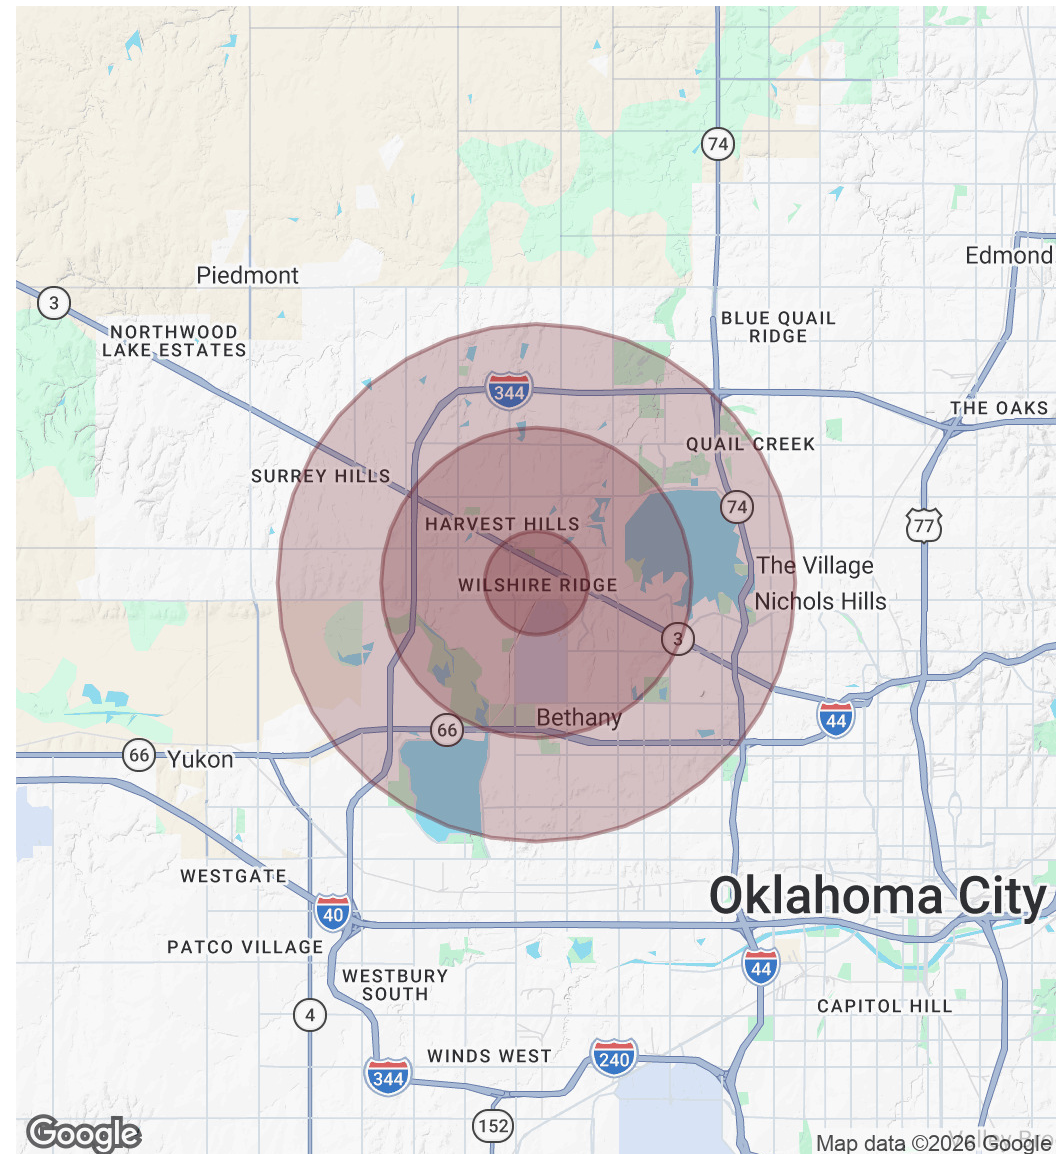 74
Edmond
Piedmont
3
NORTHWOOD
LAKE ESTATES
BLUE QUAIL
RIDGE
344
THE OAKS
QUAIL CREEK
SURREY HILLS
74
HARVEST HILLS
77
The Village
WILSHIRE RIDGE
Nichols Hills
3
Bethany
44
66
66
Yukon
WESTGATE
Oklahoma City
40
PATCO VILLAGE
44
WESTBURY
SOUTH
CAPITOL HILL
4
WINDS WEST
240
344
152
Google
Map data ©2026 Google